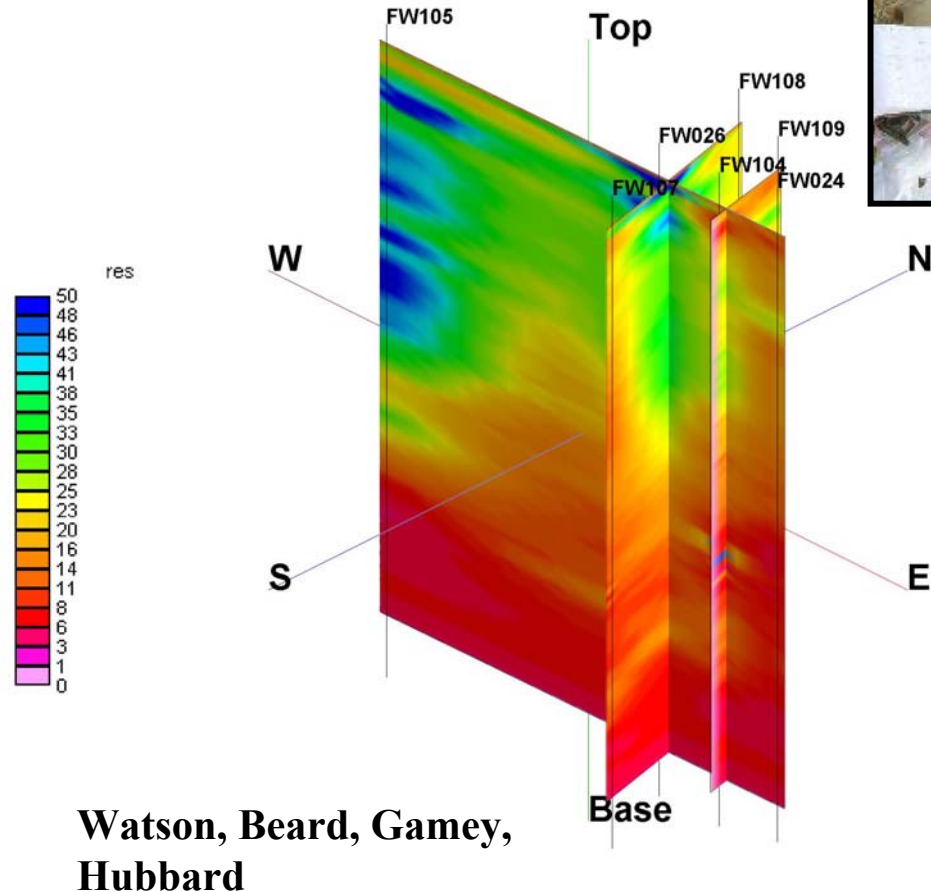 FW105
Top
FW108
FW026
FW109
FW104
FW107
FW024
W
N
res
50
48
46
43
41
38
35
33
30
28
25
23
20
16
14
11
8
6
3
1
0
S
E
Base
Watson, Beard, Gamey,
Hubbard